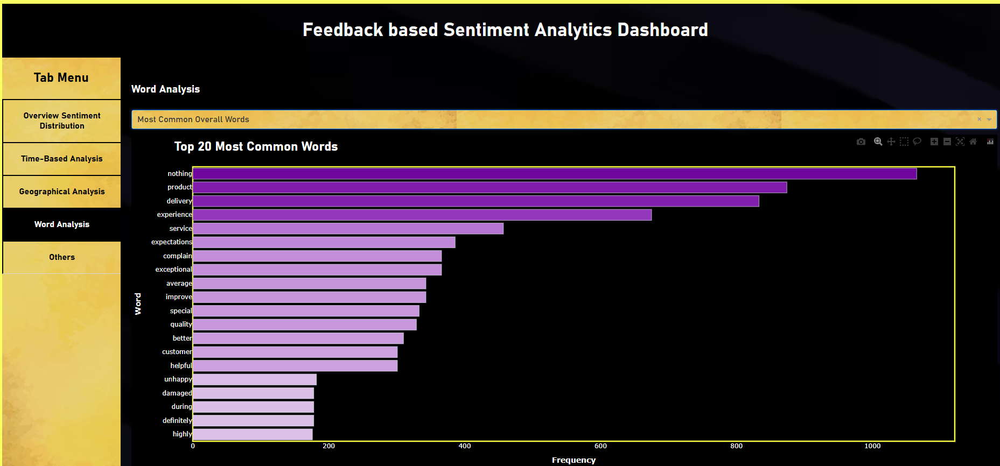 Feedback based Sentiment Analytics Dashboard
Tab Menu
Overview Sentiment
Distribution
Time-Based Analysis
Geographical Analysis
Word Analysis
Others
Word Analysis
Most Common Overall Words
×
Top 20 Most Common Words
Word
nothing
product
delivery
experience
service
expectations
complain
exceptional
average
improve
special
quality
better
customer
helpful
unhappy
damaged
during
definitely
highly
0 200 400 600 800 1000
Frequency